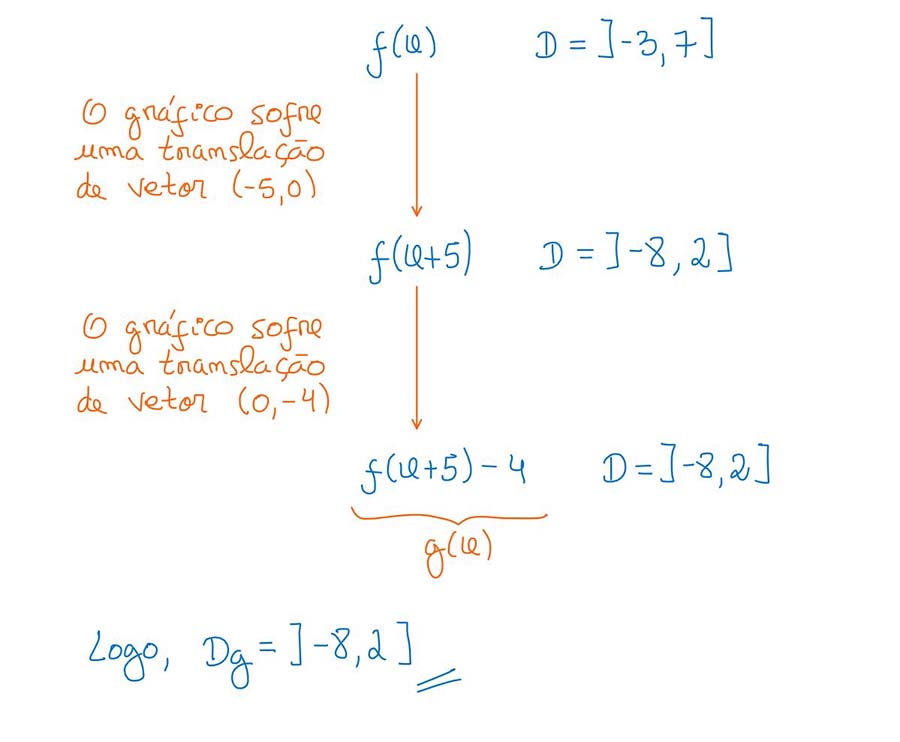 f(x) D = ]-3, 7]
O gráfico sofre
uma translação
de vetor (-5,0)
f(x+5) D = ]-8, 2]
O gráfico sofre
uma translação
de vetor (0,-4)
f(x+5) - 4 D = ]-8, 2]
g(x)
Logo, Dg = ]-8, 2]